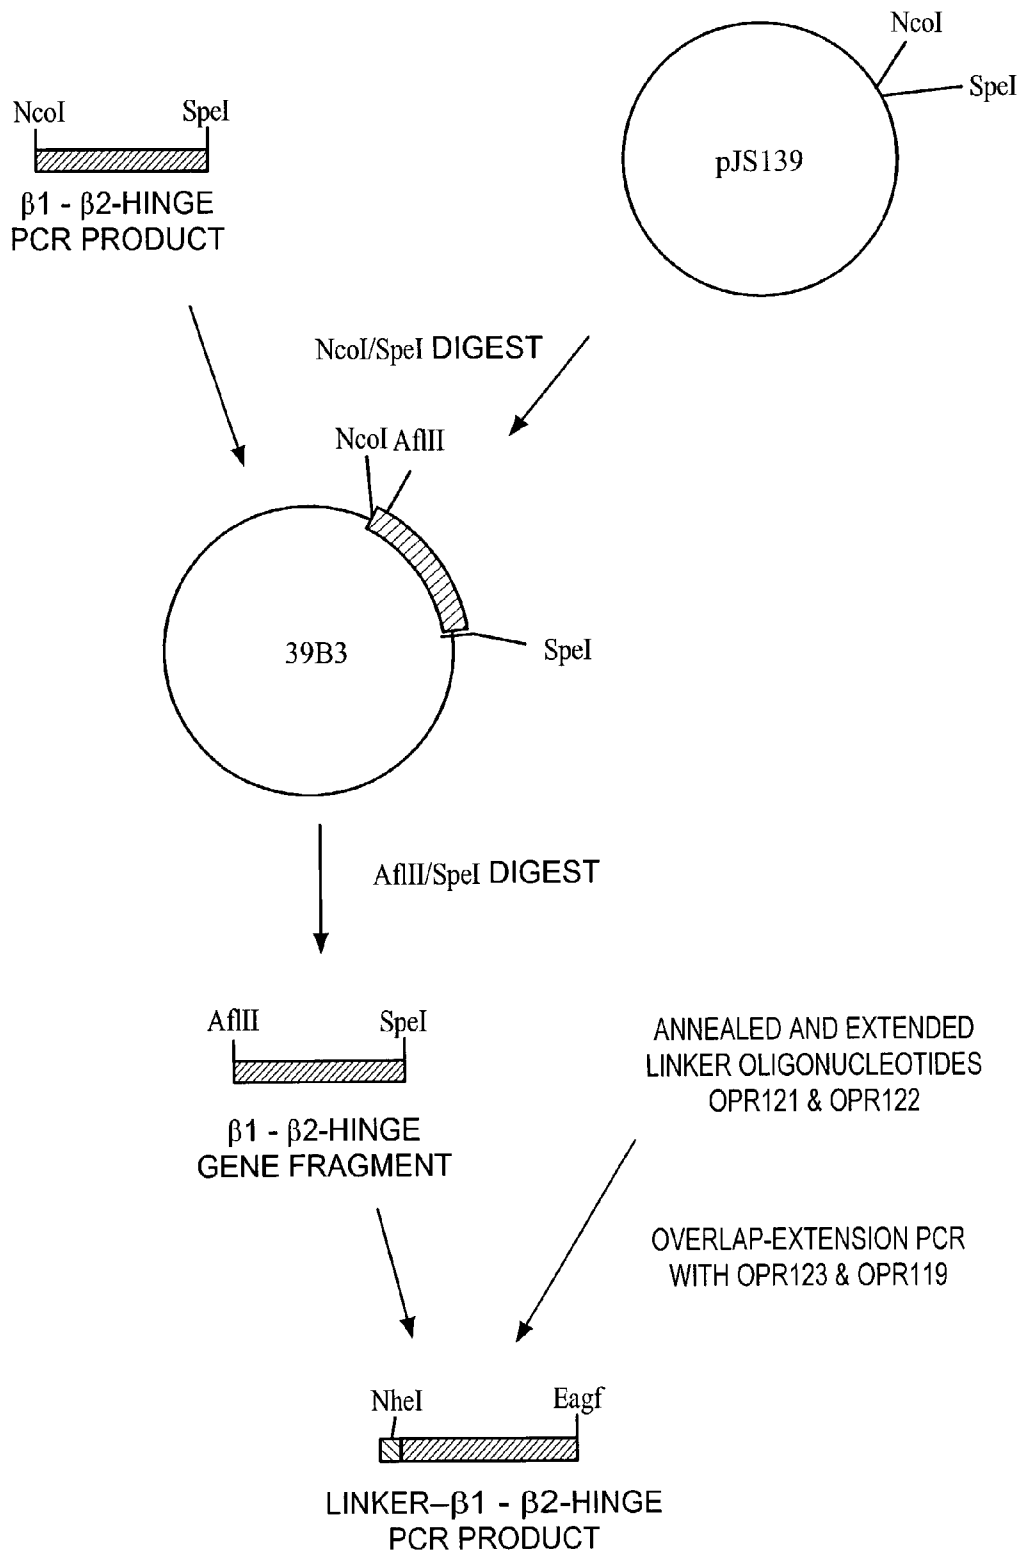 NcoI
SpeI
NcoI SpeI
pJS139
β1 - β2-HINGE
PCR PRODUCT
NcoI/SpeI DIGEST
NcoI AflII
39B3
SpeI
AflII/SpeI DIGEST
AflII SpeI
β1 - β2-HINGE
GENE FRAGMENT
ANNEALED AND EXTENDED
LINKER OLIGONUCLEOTIDES
OPR121 & OPR122
OVERLAP-EXTENSION PCR
WITH OPR123 & OPR119
NheI Eagf
LINKER–β1 - β2-HINGE
PCR PRODUCT